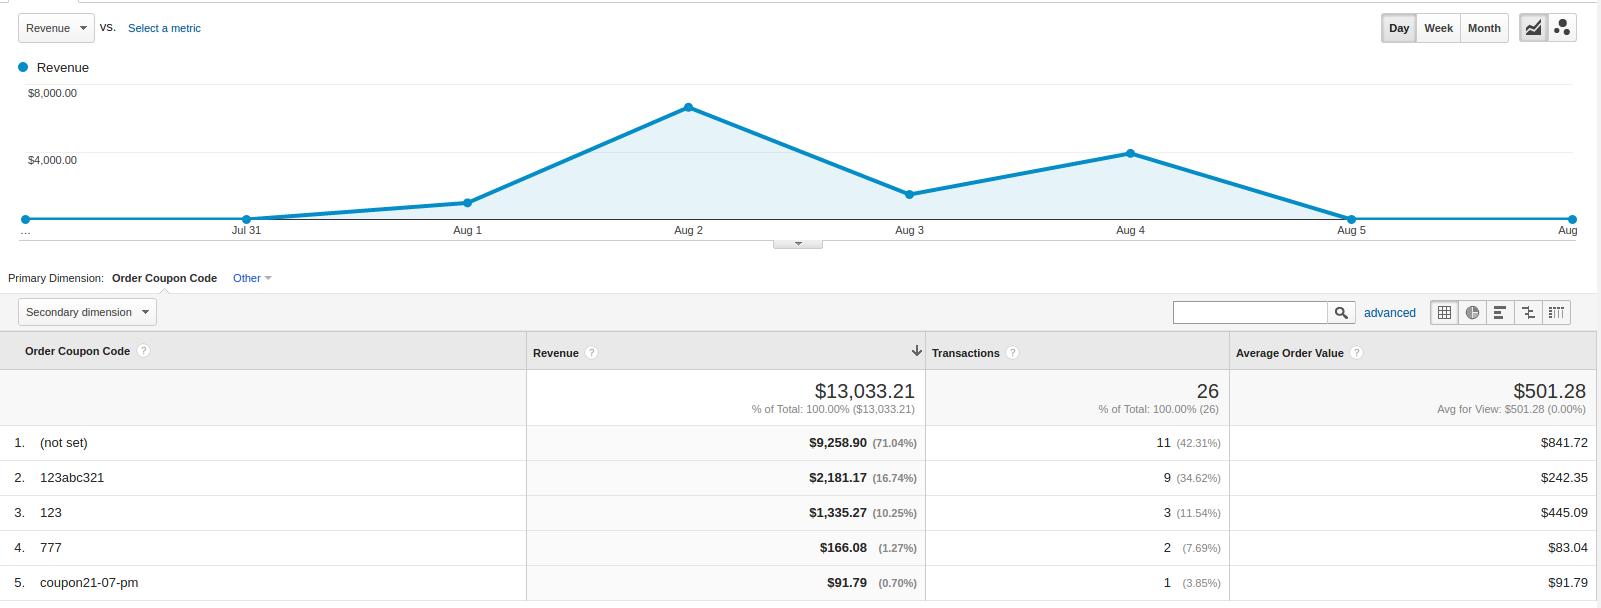 Revenue vs. Select a metric Day Week Month
Revenue
$8,000.00
$4,000.00
... Jul 31 Aug 1 Aug 2 Aug 3 Aug 4 Aug 5 Aug
Primary Dimension: Order Coupon Code Other
Secondary dimension advanced
Order Coupon Code ? Revenue ? Transactions ? Average Order Value ?
$13,033.21 26 $501.28
% of Total: 100.00% ($13,033.21) % of Total: 100.00% (26) Avg for View: $501.28 (0.00%)
1. (not set) $9,258.90 (71.04%) 11 (42.31%) $841.72
2. 123abc321 $2,181.17 (16.74%) 9 (34.62%) $242.35
3. 123 $1,335.27 (10.25%) 3 (11.54%) $445.09
4. 777 $166.08 (1.27%) 2 (7.69%) $83.04
5. coupon21-07-pm $91.79 (0.70%) 1 (3.85%) $91.79